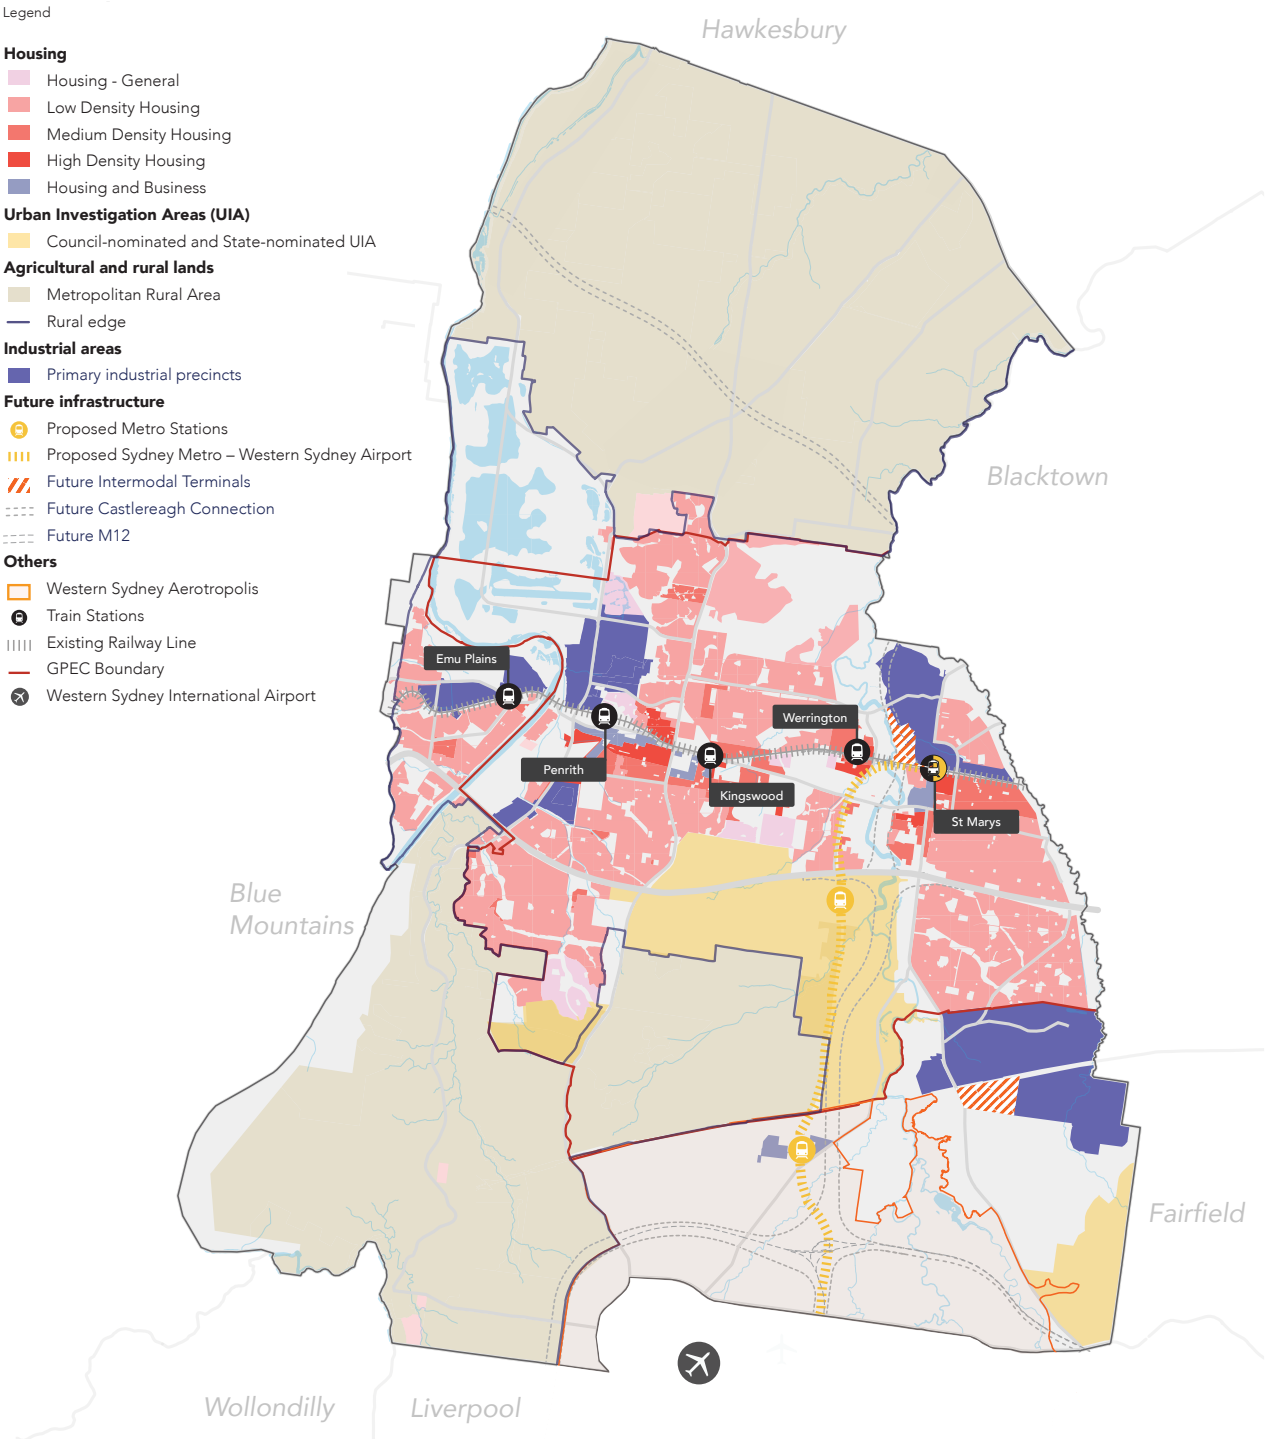 Legend
Housing
Housing - General
Low Density Housing
Medium Density Housing
High Density Housing
Housing and Business
Urban Investigation Areas (UIA)
Council-nominated and State-nominated UIA
Agricultural and rural lands
Metropolitan Rural Area
Rural edge
Industrial areas
Primary industrial precincts
Future infrastructure
Proposed Metro Stations
Proposed Sydney Metro – Western Sydney Airport
Future Intermodal Terminals
Future Castlereagh Connection
Future M12
Others
Western Sydney Aerotropolis
Train Stations
Existing Railway Line
GPEC Boundary
Western Sydney International Airport
Hawkesbury
Blacktown
Emu Plains
Werrington
Penrith
Kingswood
St Marys
Blue
Mountains
Fairfield
Wollondilly
Liverpool